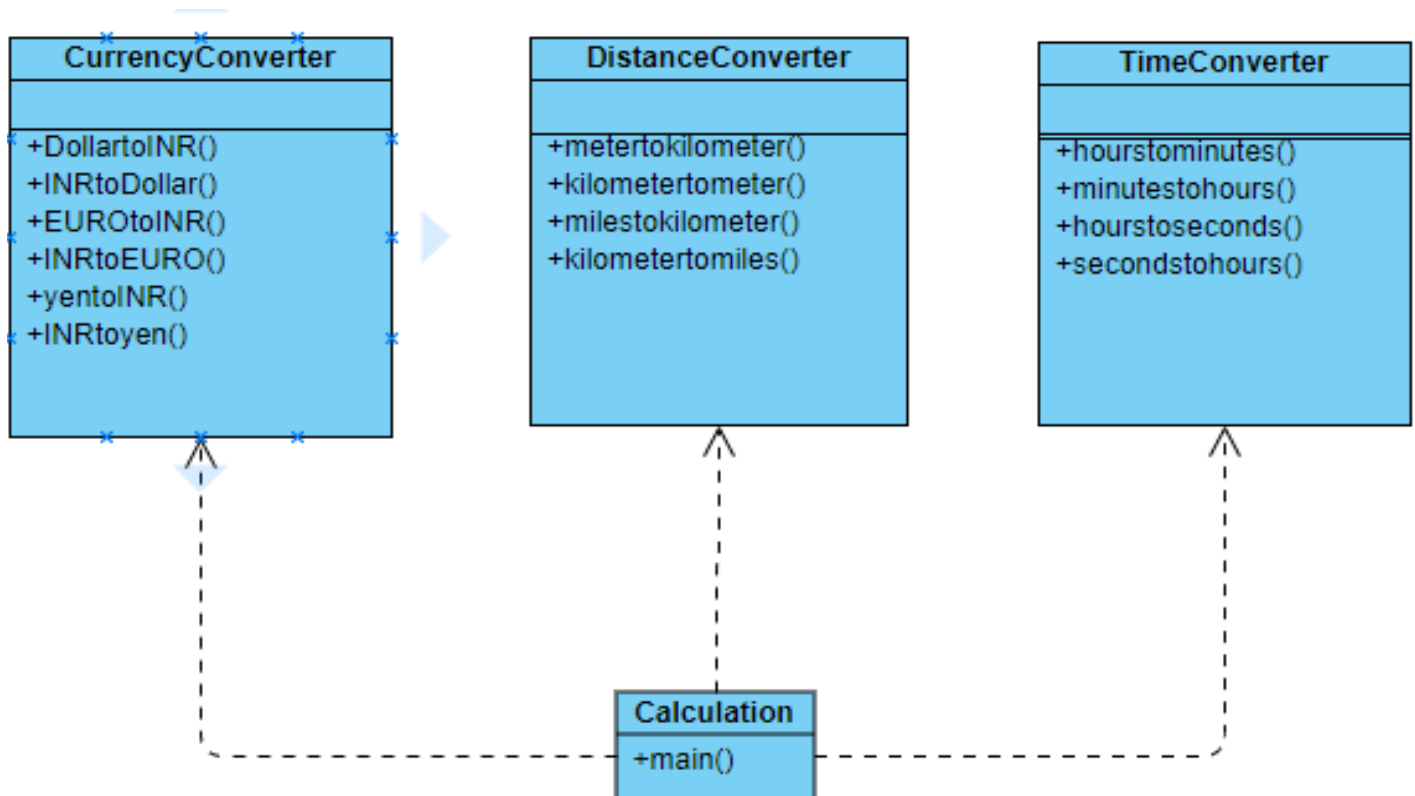 CurrencyConverter
+DollartoINR()
+INRtoDollar()
+EUROtoINR()
+INRtoEURO()
+yentoINR()
+INRtoyen()
DistanceConverter
+metertokilometer()
+kilometertometer()
+milestokilometer()
+kilometertomiles()
TimeConverter
+hourstominutes()
+minutestohours()
+hourstoseconds()
+secondstohours()
Calculation
+main()